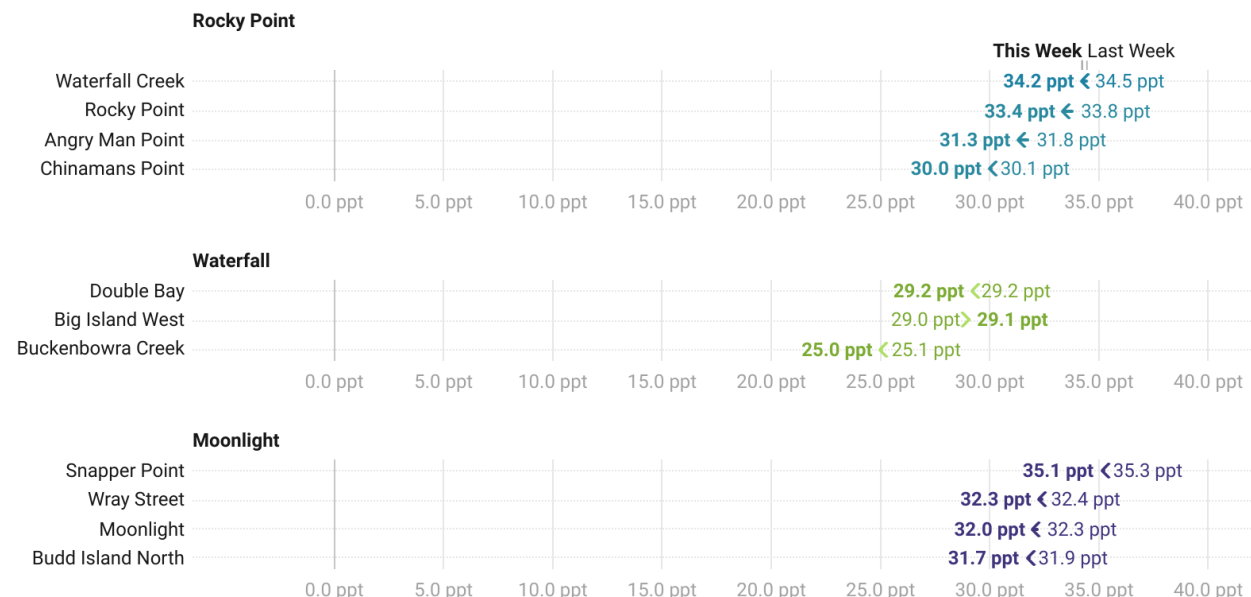 Rocky Point
This Week Last Week
Waterfall Creek 34.2 ppt 34.5 ppt
Rocky Point 33.4 ppt 33.8 ppt
Angry Man Point 31.3 ppt 31.8 ppt
Chinamans Point 30.0 ppt 30.1 ppt
0.0 ppt 5.0 ppt 10.0 ppt 15.0 ppt 20.0 ppt 25.0 ppt 30.0 ppt 35.0 ppt 40.0 ppt
Waterfall
Double Bay 29.2 ppt 29.2 ppt
Big Island West 29.0 ppt 29.1 ppt
Buckenbowra Creek 25.0 ppt 25.1 ppt
0.0 ppt 5.0 ppt 10.0 ppt 15.0 ppt 20.0 ppt 25.0 ppt 30.0 ppt 35.0 ppt 40.0 ppt
Moonlight
Snapper Point 35.1 ppt 35.3 ppt
Wray Street 32.3 ppt 32.4 ppt
Moonlight 32.0 ppt 32.3 ppt
Budd Island North 31.7 ppt 31.9 ppt
0.0 ppt 5.0 ppt 10.0 ppt 15.0 ppt 20.0 ppt 25.0 ppt 30.0 ppt 35.0 ppt 40.0 ppt